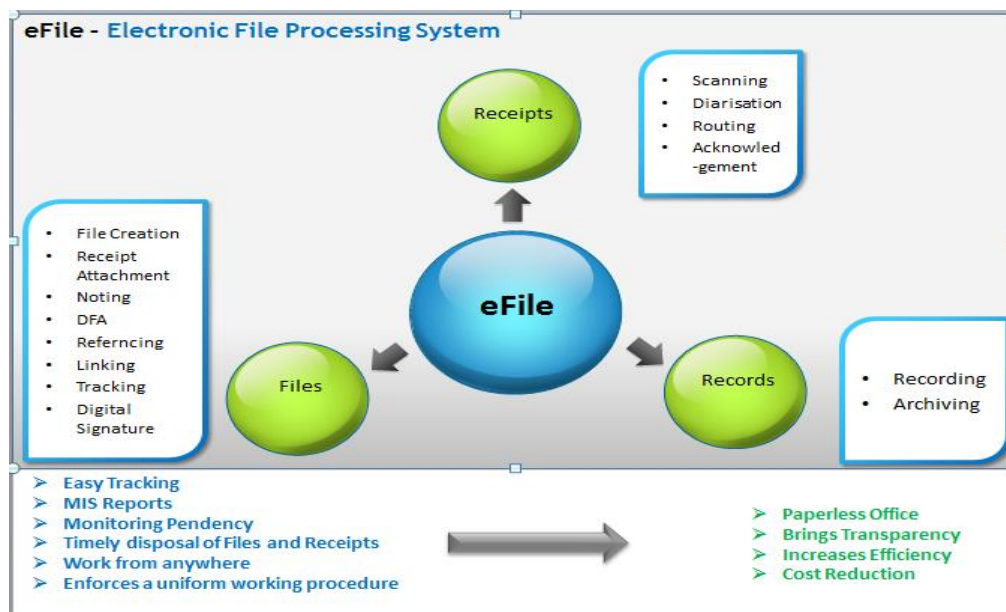 eFile - Electronic File Processing System
Receipts
• Scanning
• Diarisation
• Routing
• Acknowled
-gement
• File Creation
• Receipt
Attachment
• Noting
• DFA
• Referncing
• Linking
• Tracking
• Digital
Signature
eFile
Files
Records
• Recording
• Archiving
➢ Easy Tracking
➢ MIS Reports
➢ Monitoring Pendency
➢ Timely disposal of Files and Receipts
➢ Work from anywhere
➢ Enforces a uniform working procedure
➢ Paperless Office
➢ Brings Transparency
➢ Increases Efficiency
➢ Cost Reduction